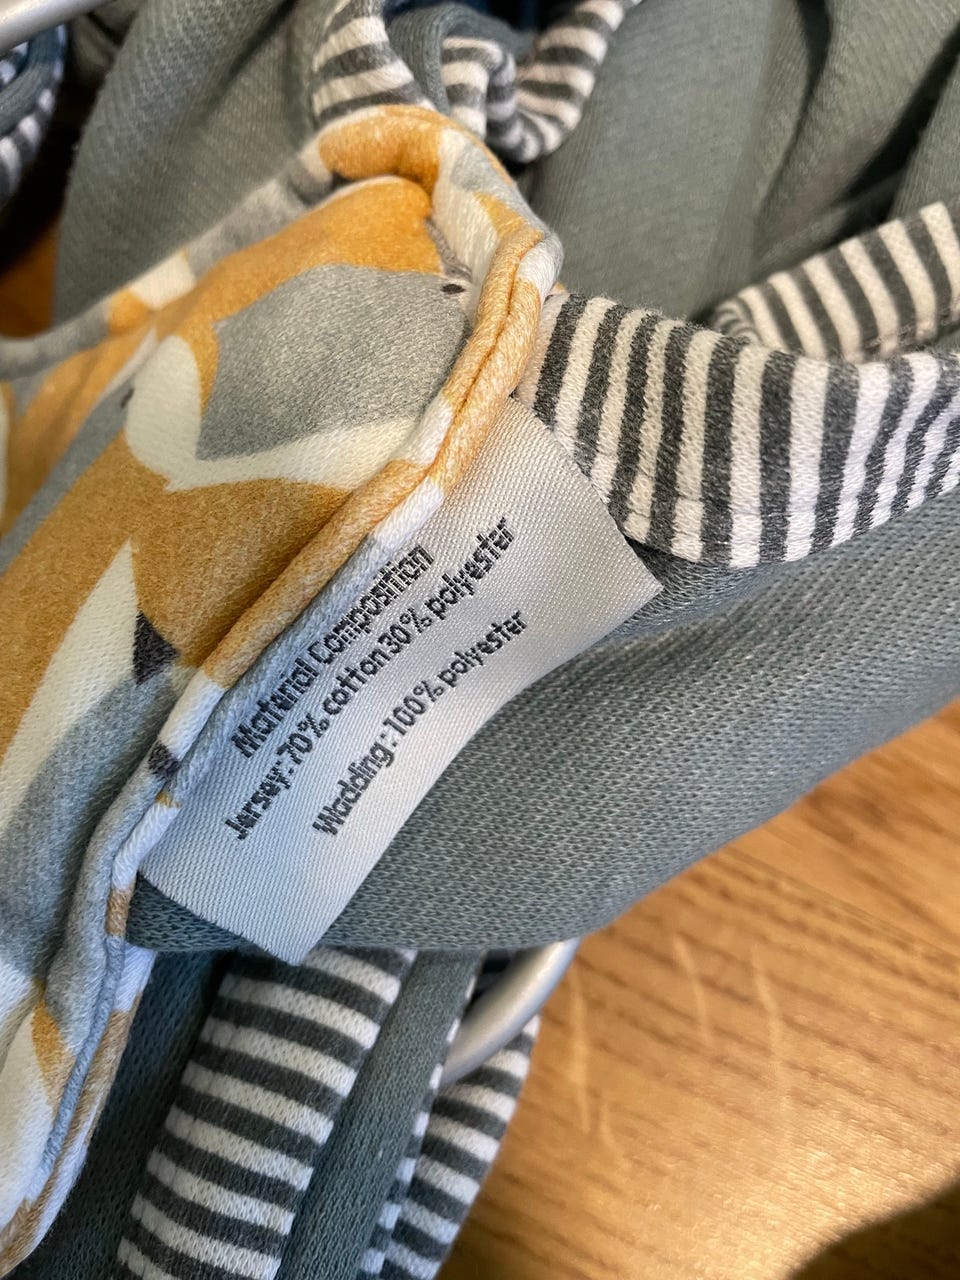 Material Composition
Jersey: 70% cotton 30% polyester
Wadding: 100% polyester